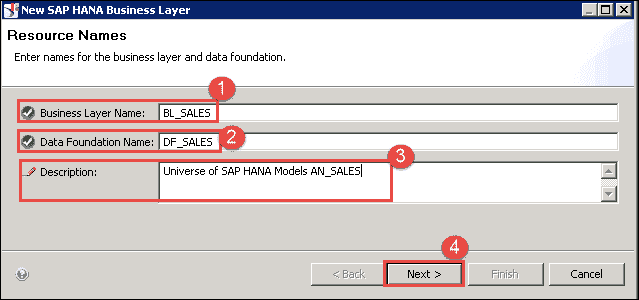 New SAP HANA Business Layer
Resource Names
Enter names for the business layer and data foundation.
1
Business Layer Name: BL_SALES
2
Data Foundation Name: DF_SALES
3
Description: Universe of SAP HANA Models AN_SALES
4
? < Back Next > Finish Cancel